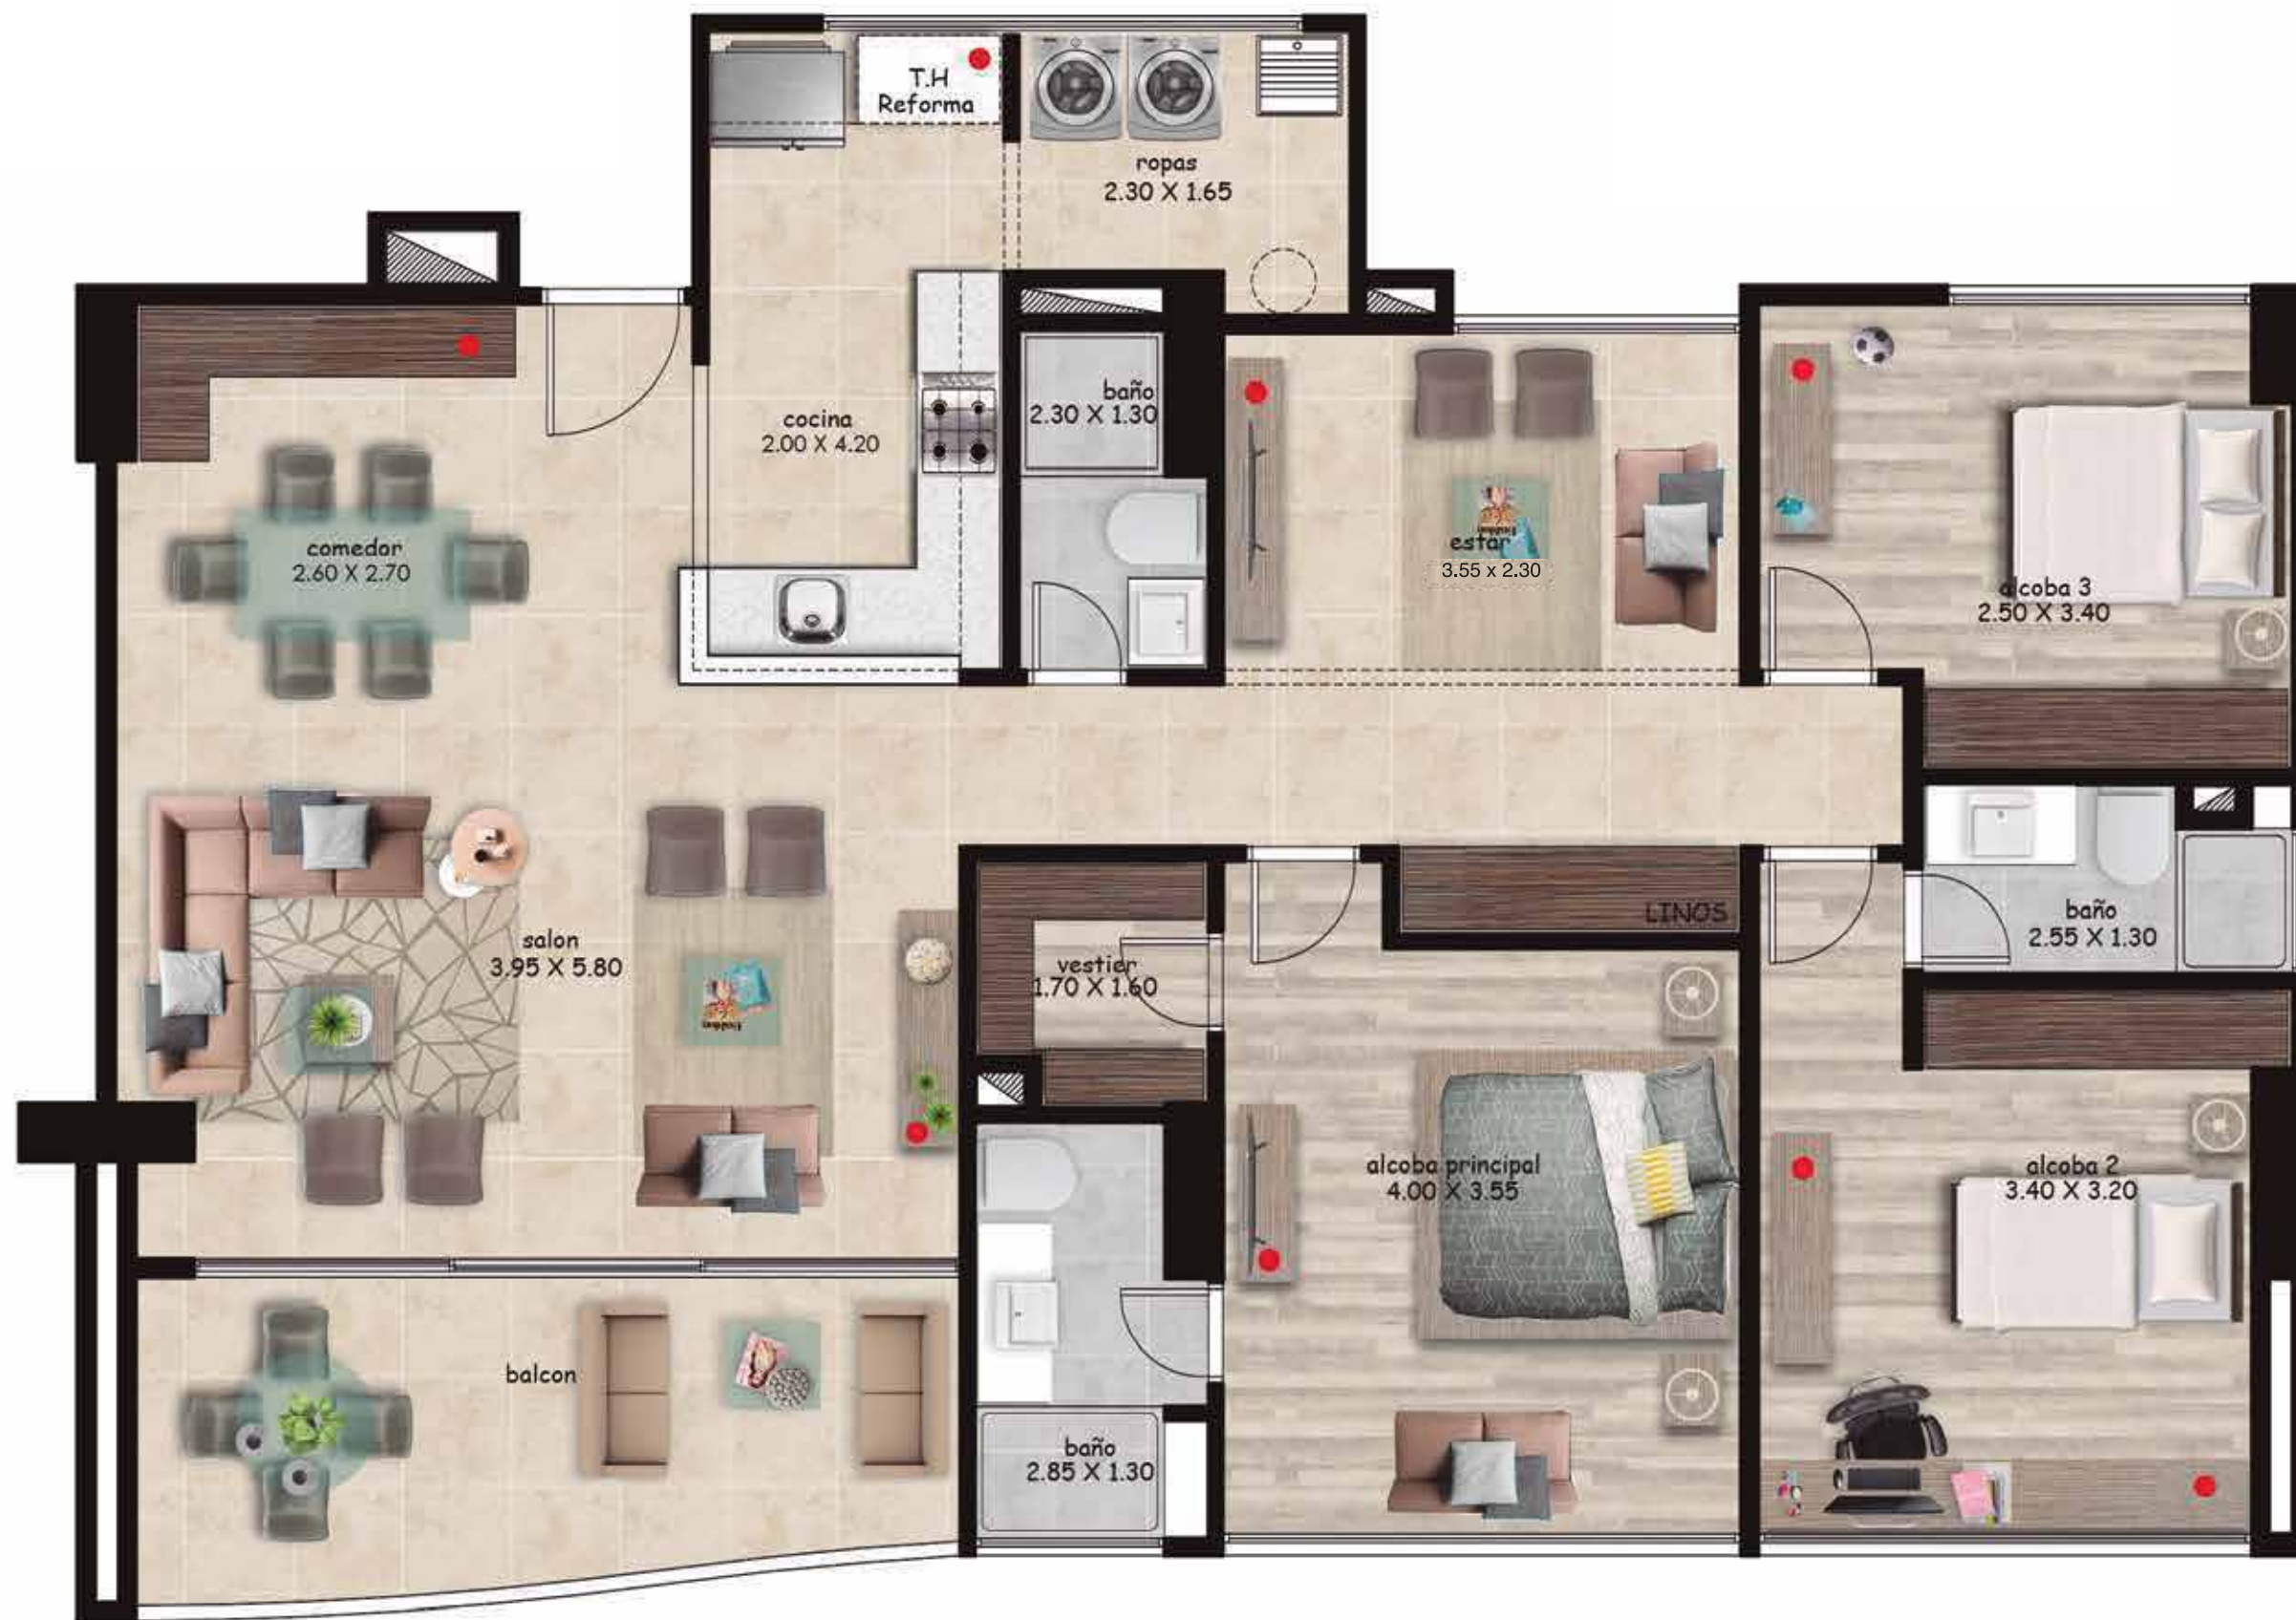 T.H
Reforma
ropas
2.30 X 1.65
cocina
2.00 X 4.20
baño
2.30 X 1.30
comedor
2.60 X 2.70
estar
3.55 x 2.30
alcoba 3
2.50 X 3.40
LINOS
baño
2.55 X 1.30
salon
3.95 X 5.80
vestier
1.70 X 1.60
alcoba principal
4.00 X 3.55
alcoba 2
3.40 X 3.20
balcon
baño
2.85 X 1.30